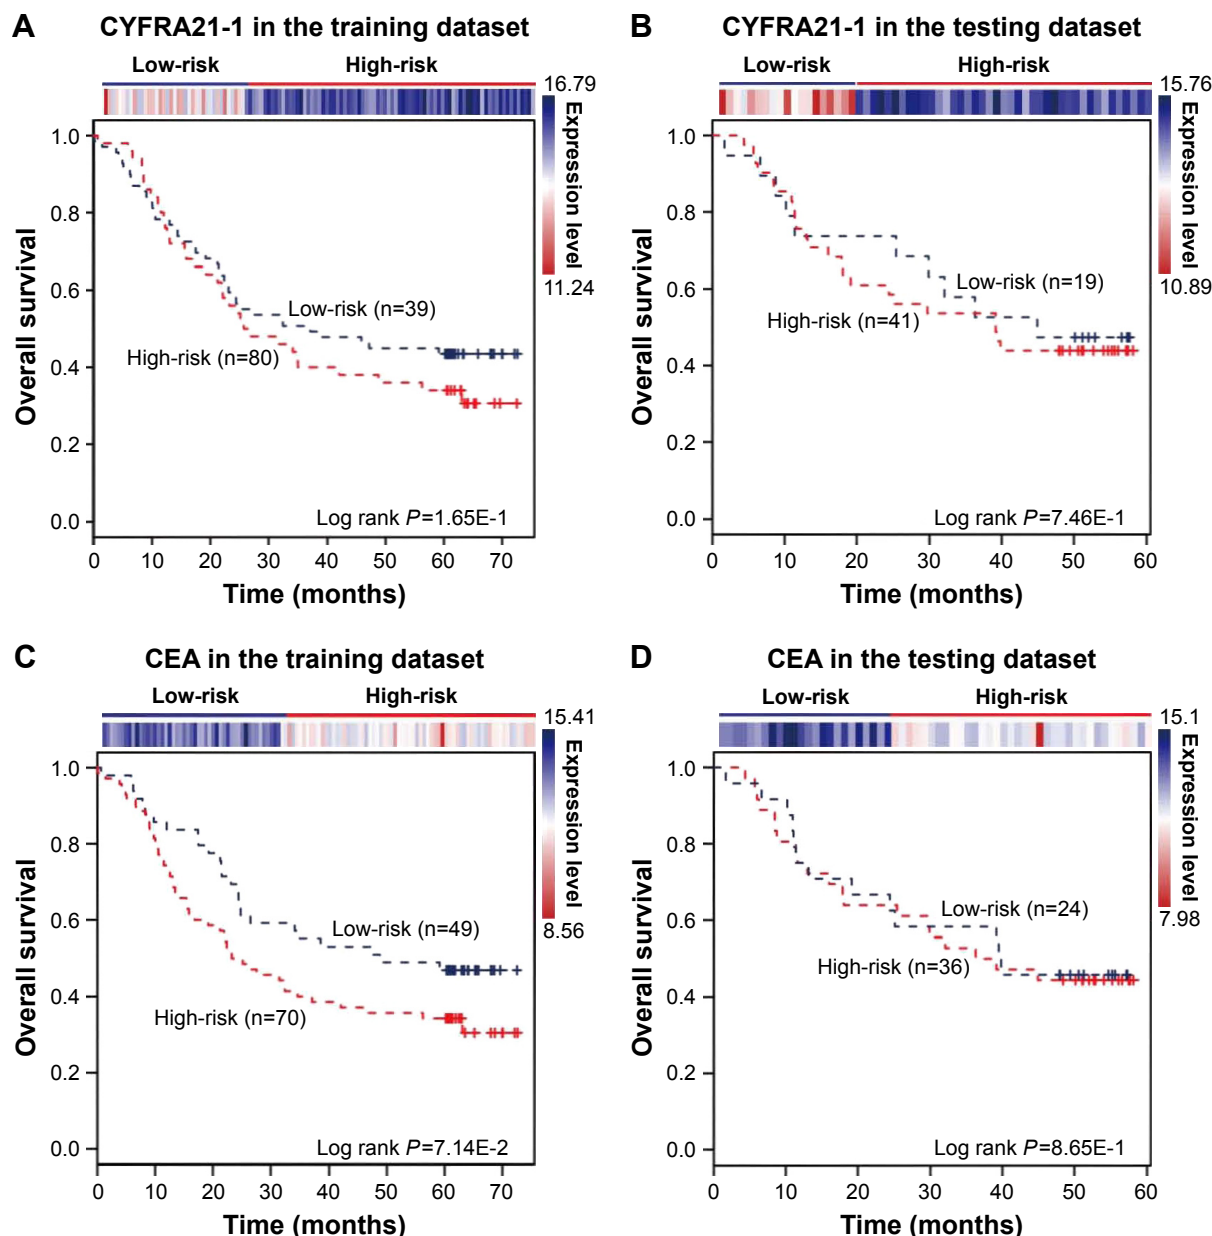 A CYFRA21-1 in the training dataset
Low-risk High-risk
16.79
Expression level
11.24
1.0
0.8
0.6
0.4
0.2
0.0
Overall survival
Low-risk (n=39)
High-risk (n=80)
Log rank P=1.65E-1
0 10 20 30 40 50 60 70
Time (months)
B CYFRA21-1 in the testing dataset
Low-risk High-risk
15.76
Expression level
10.89
1.0
0.8
0.6
0.4
0.2
0.0
Overall survival
Low-risk (n=19)
High-risk (n=41)
Log rank P=7.46E-1
0 10 20 30 40 50 60
Time (months)
C CEA in the training dataset
Low-risk High-risk
15.41
Expression level
8.56
1.0
0.8
0.6
0.4
0.2
0.0
Overall survival
Low-risk (n=49)
High-risk (n=70)
Log rank P=7.14E-2
0 10 20 30 40 50 60 70
Time (months)
D CEA in the testing dataset
Low-risk High-risk
15.1
Expression level
7.98
1.0
0.8
0.6
0.4
0.2
0.0
Overall survival
Low-risk (n=24)
High-risk (n=36)
Log rank P=8.65E-1
0 10 20 30 40 50 60
Time (months)